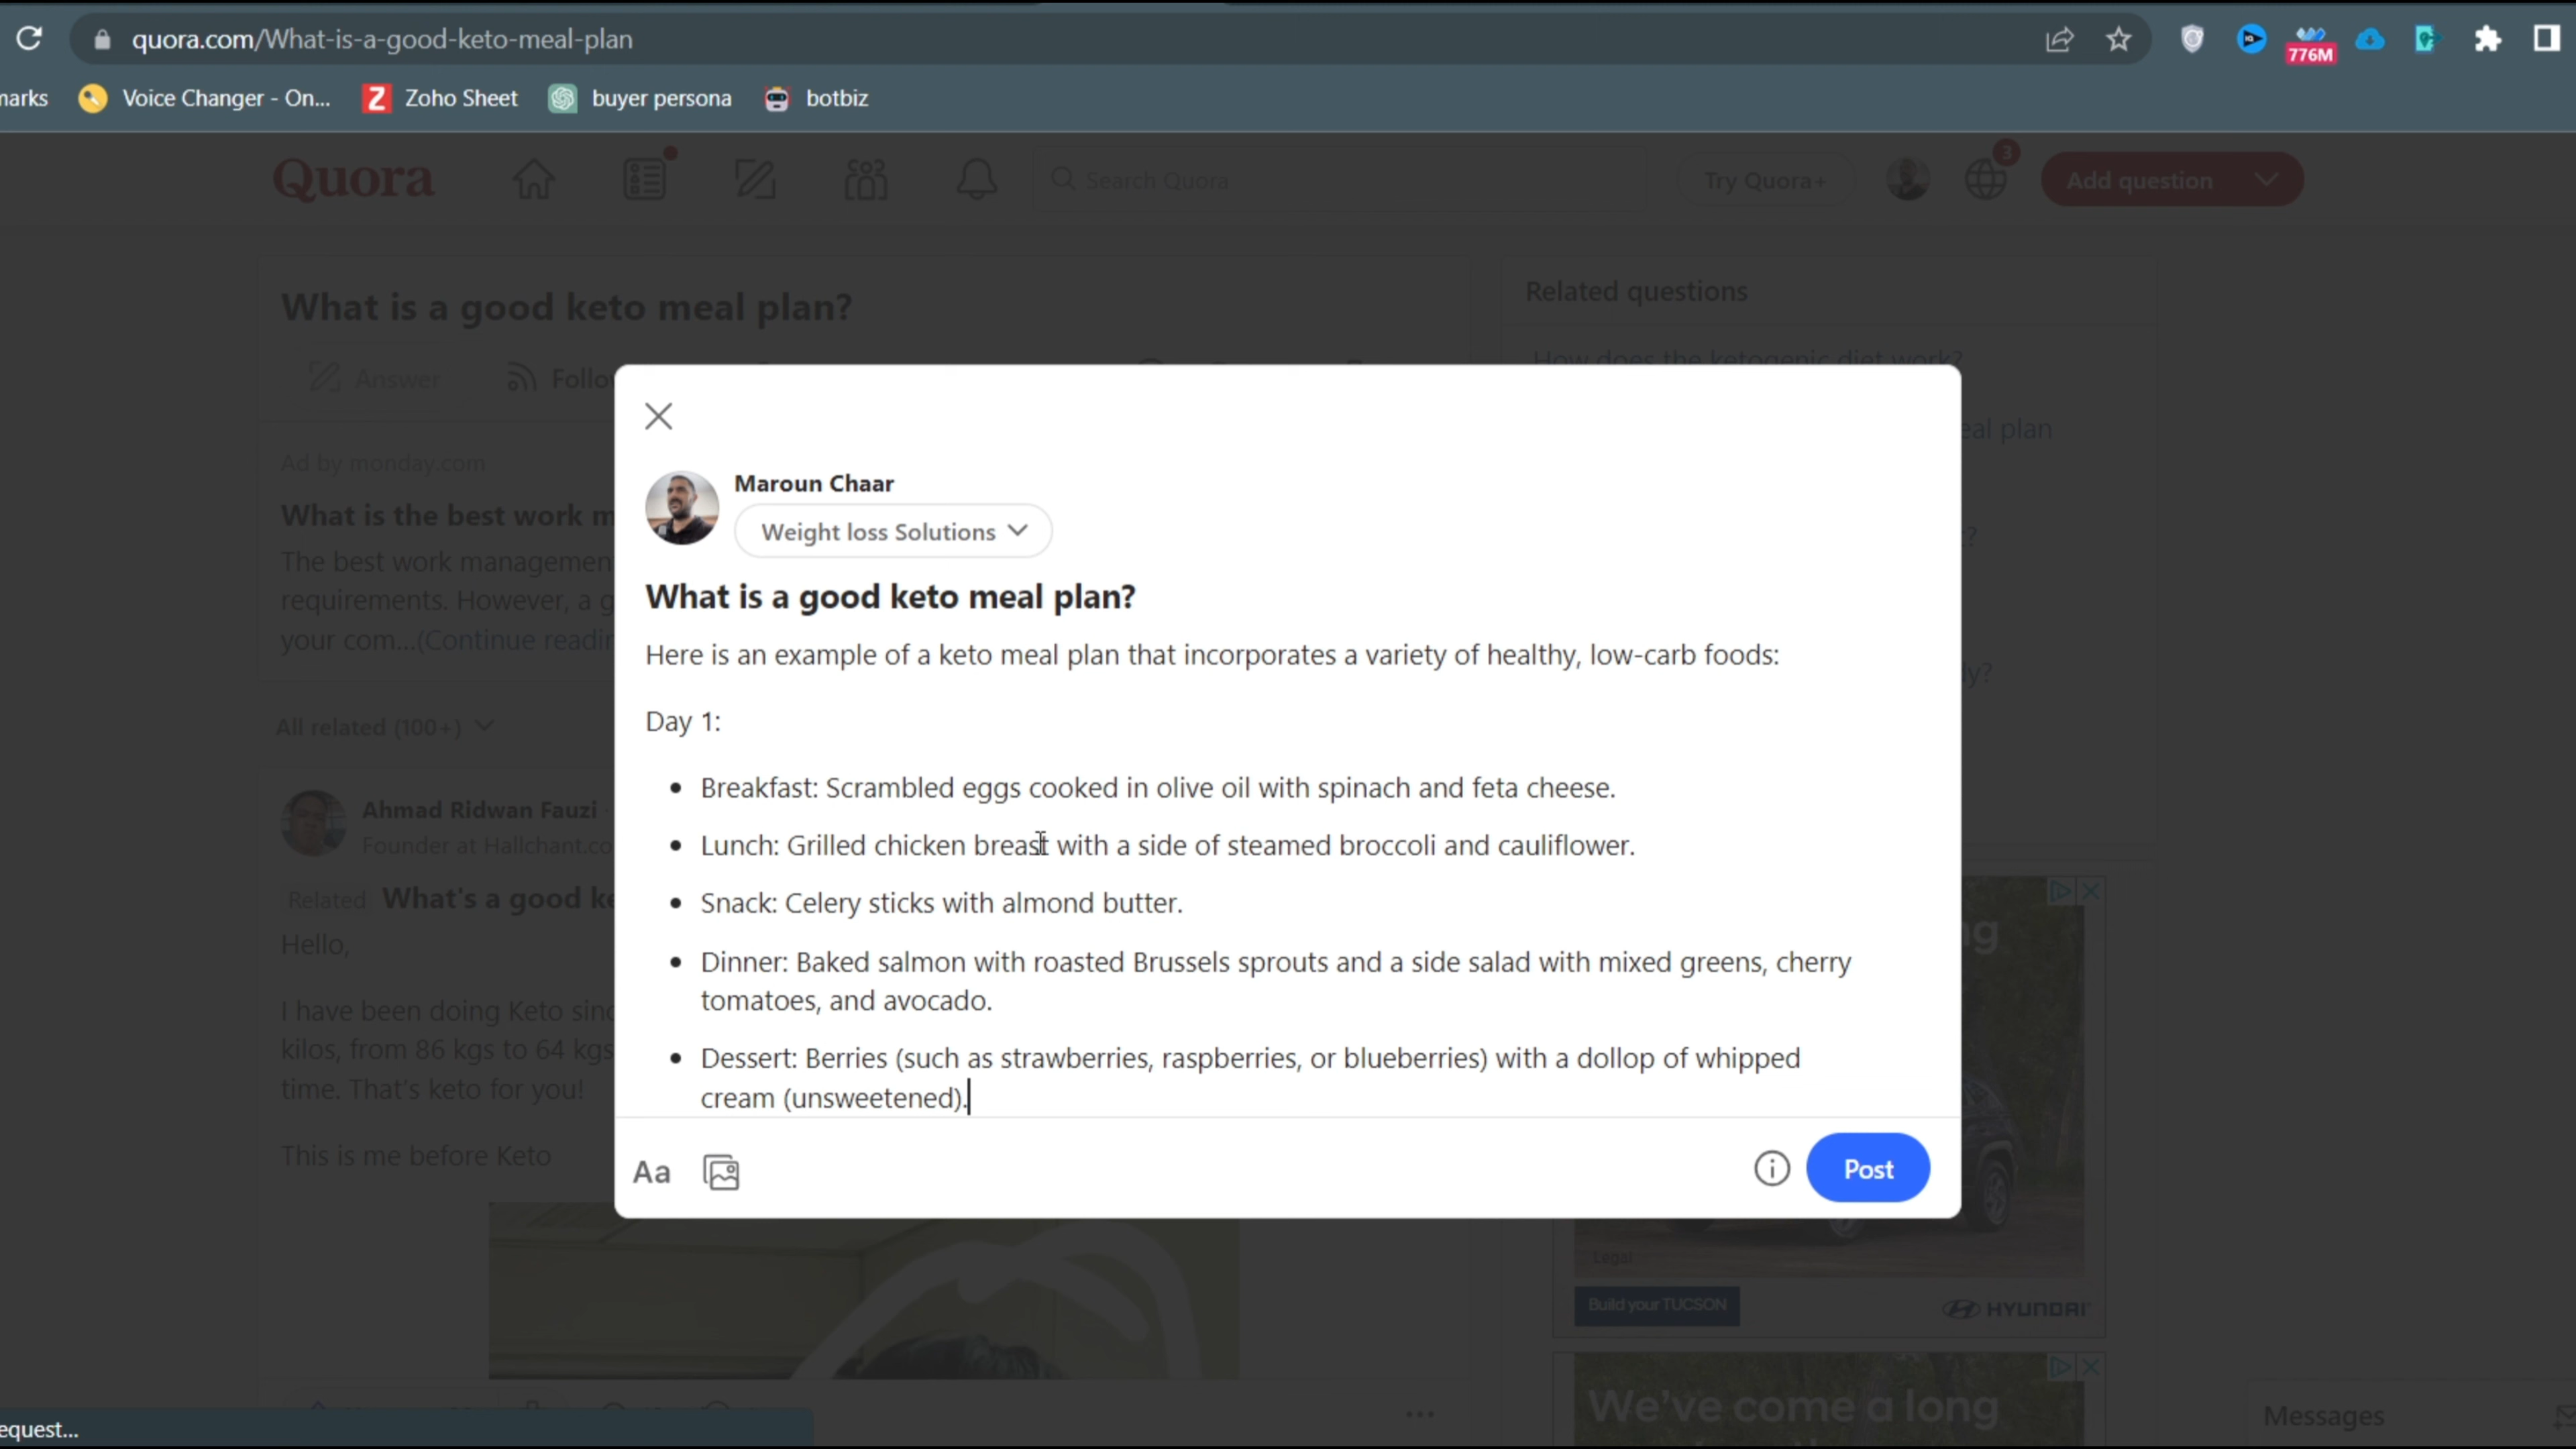 quora.com/What-is-a-good-keto-meal-plan
776M
marks
Voice Changer - On...
Zoho Sheet
buyer persona
botbiz
Quora
Search Quora
Try Quora+
3
Add question
What is a good keto meal plan?
Answer
Follo
Related questions
How does the ketogenic diet work?
eal plan
Ad by monday.com
What is the best work m
The best work managemen
requirements. However, a g
your com...(Continue readin
All related (100+)
Ahmad Ridwan Fauzi ·
Founder at Hallchant.co
Related What's a good ke
Hello,
I have been doing Keto sinc
kilos, from 86 kgs to 64 kgs
time. That's keto for you!
This is me before Keto
Maroun Chaar
Weight loss Solutions
What is a good keto meal plan?
Here is an example of a keto meal plan that incorporates a variety of healthy, low-carb foods:
Day 1:
• Breakfast: Scrambled eggs cooked in olive oil with spinach and feta cheese.
• Lunch: Grilled chicken breast with a side of steamed broccoli and cauliflower.
• Snack: Celery sticks with almond butter.
• Dinner: Baked salmon with roasted Brussels sprouts and a side salad with mixed greens, cherry
tomatoes, and avocado.
• Dessert: Berries (such as strawberries, raspberries, or blueberries) with a dollop of whipped
cream (unsweetened).
Aa
Post
Legal
Build your TUCSON
HYUNDAI
We've come a long
Messages
equest...